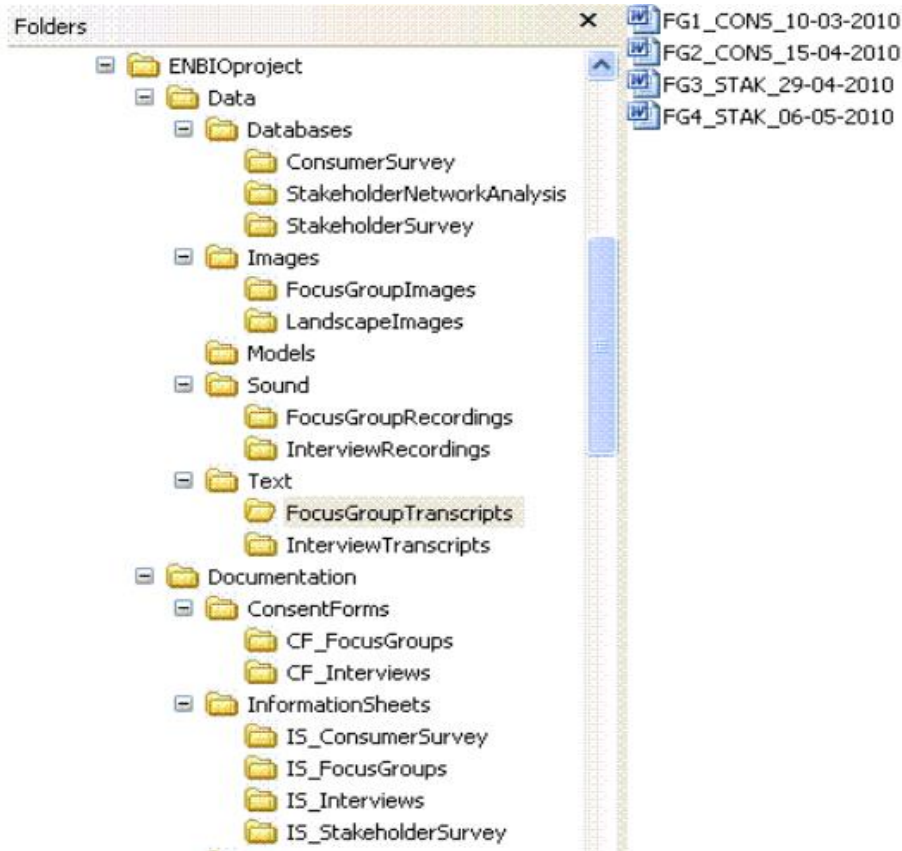 Folders
ENBIOproject
Data
Databases
ConsumerSurvey
StakeholderNetworkAnalysis
StakeholderSurvey
Images
FocusGroupImages
LandscapeImages
Models
Sound
FocusGroupRecordings
InterviewRecordings
Text
FocusGroupTranscripts
InterviewTranscripts
Documentation
ConsentForms
CF_FocusGroups
CF_Interviews
InformationSheets
IS_ConsumerSurvey
IS_FocusGroups
IS_Interviews
IS_StakeholderSurvey
FG1_CONS_10-03-2010
FG2_CONS_15-04-2010
FG3_STAK_29-04-2010
FG4_STAK_06-05-2010